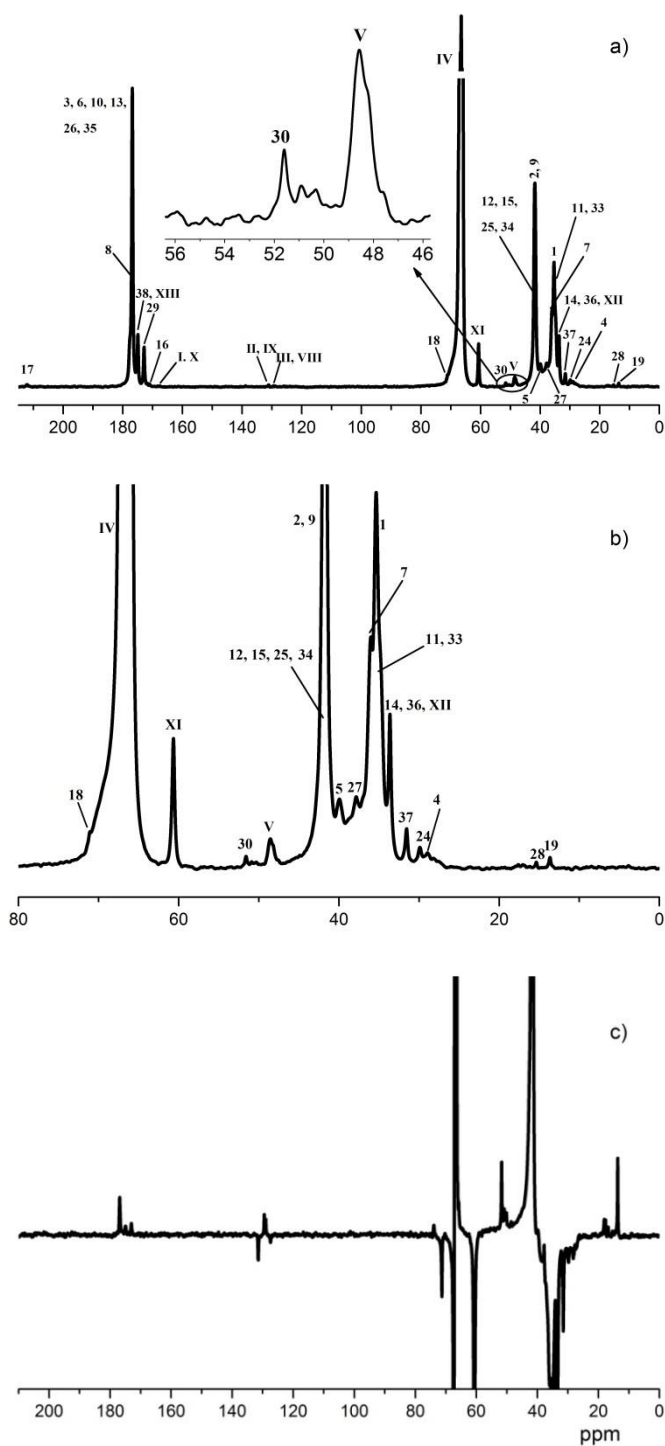 a)
V
IV
3, 6, 10, 13,
26, 35
30
2, 9
12, 15,
25, 34
11, 33
1
7
8
38, XIII
29
14, 36, XII
4
16
I. X
II, IX
III, VIII
18
XI
37
24
28
19
17
30
V
5
27
56 54 52 50 48 46
200 180 160 140 120 100 80 60 40 20 0
b)
IV
2, 9
1
7
12, 15, 25, 34
11, 33
14, 36, XII
XI
18
5
27
37
4
30
V
24
28
19
80 60 40 20 0
c)
200 180 160 140 120 100 80 60 40 20 0
ppm